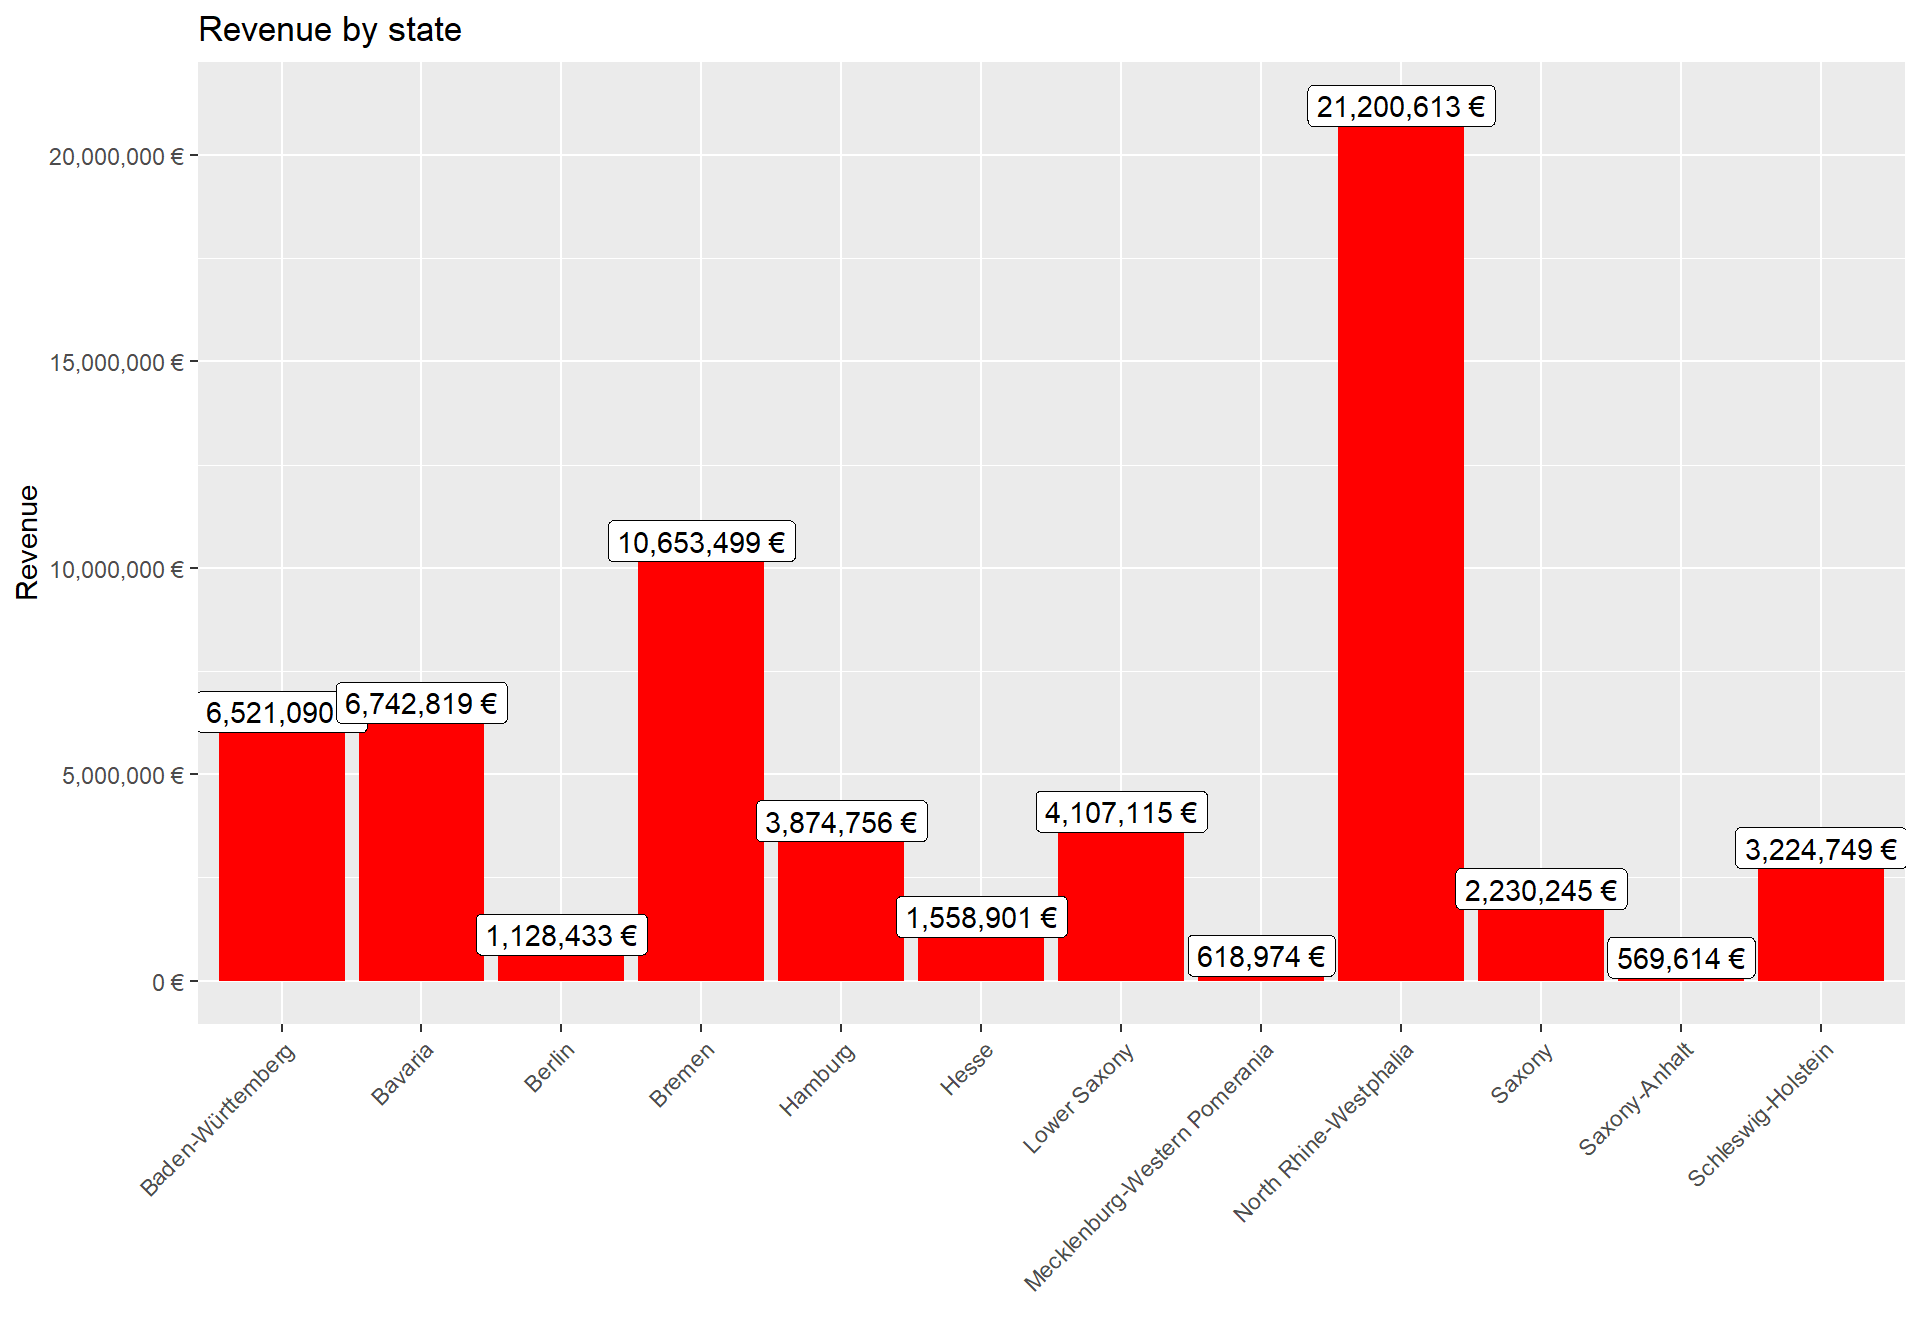 Revenue by state
Revenue
20,000,000 €
15,000,000 €
10,000,000 €
5,000,000 €
0 €
6,521,090
6,742,819 €
1,128,433 €
10,653,499 €
3,874,756 €
1,558,901 €
4,107,115 €
618,974 €
21,200,613 €
2,230,245 €
569,614 €
3,224,749 €
Baden-Württemberg
Bavaria
Berlin
Bremen
Hamburg
Hesse
Lower Saxony
Mecklenburg-Western Pomerania
North Rhine-Westphalia
Saxony
Saxony-Anhalt
Schleswig-Holstein